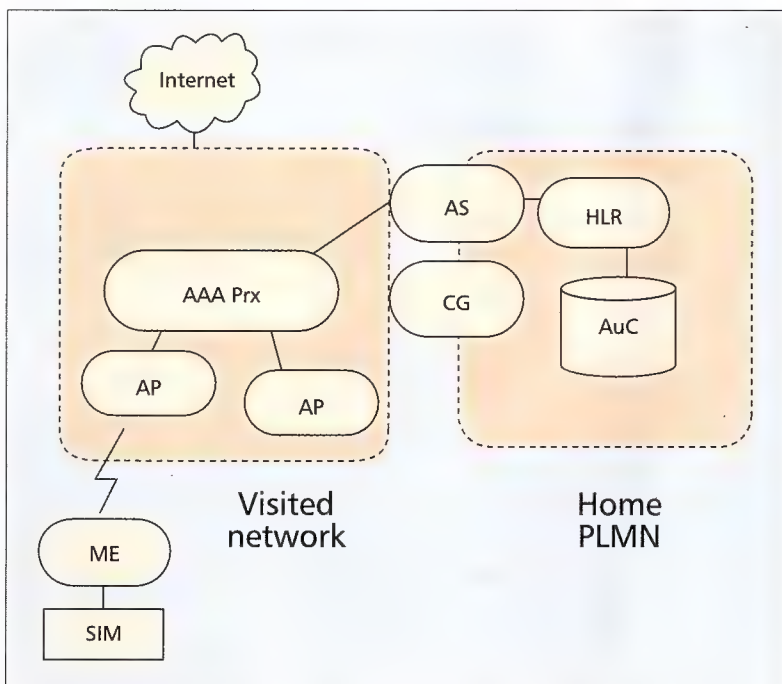 Internet
AS
HLR
AAA Prx
CG
AuC
AP
AP
Visited
network
Home
PLMN
ME
SIM